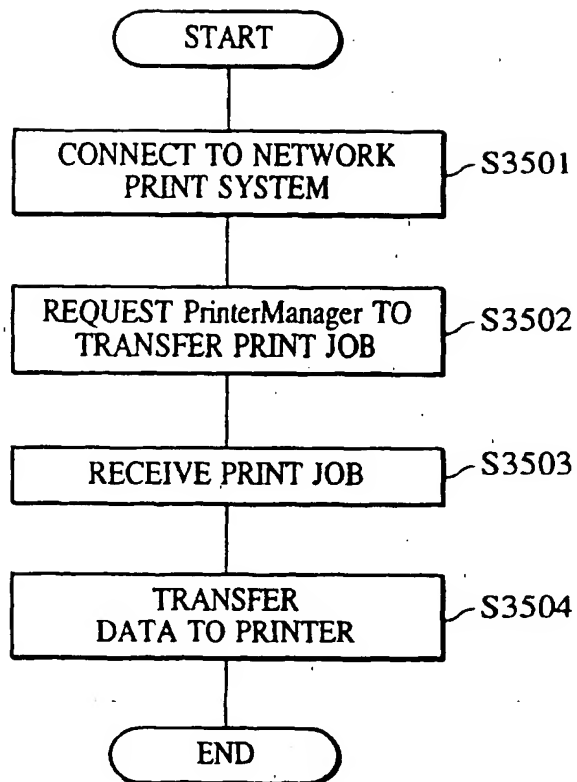 START
CONNECT TO NETWORK
PRINT SYSTEM
S3501
REQUEST PrinterManager TO
TRANSFER PRINT JOB
S3502
RECEIVE PRINT JOB
S3503
TRANSFER
DATA TO PRINTER
S3504
END